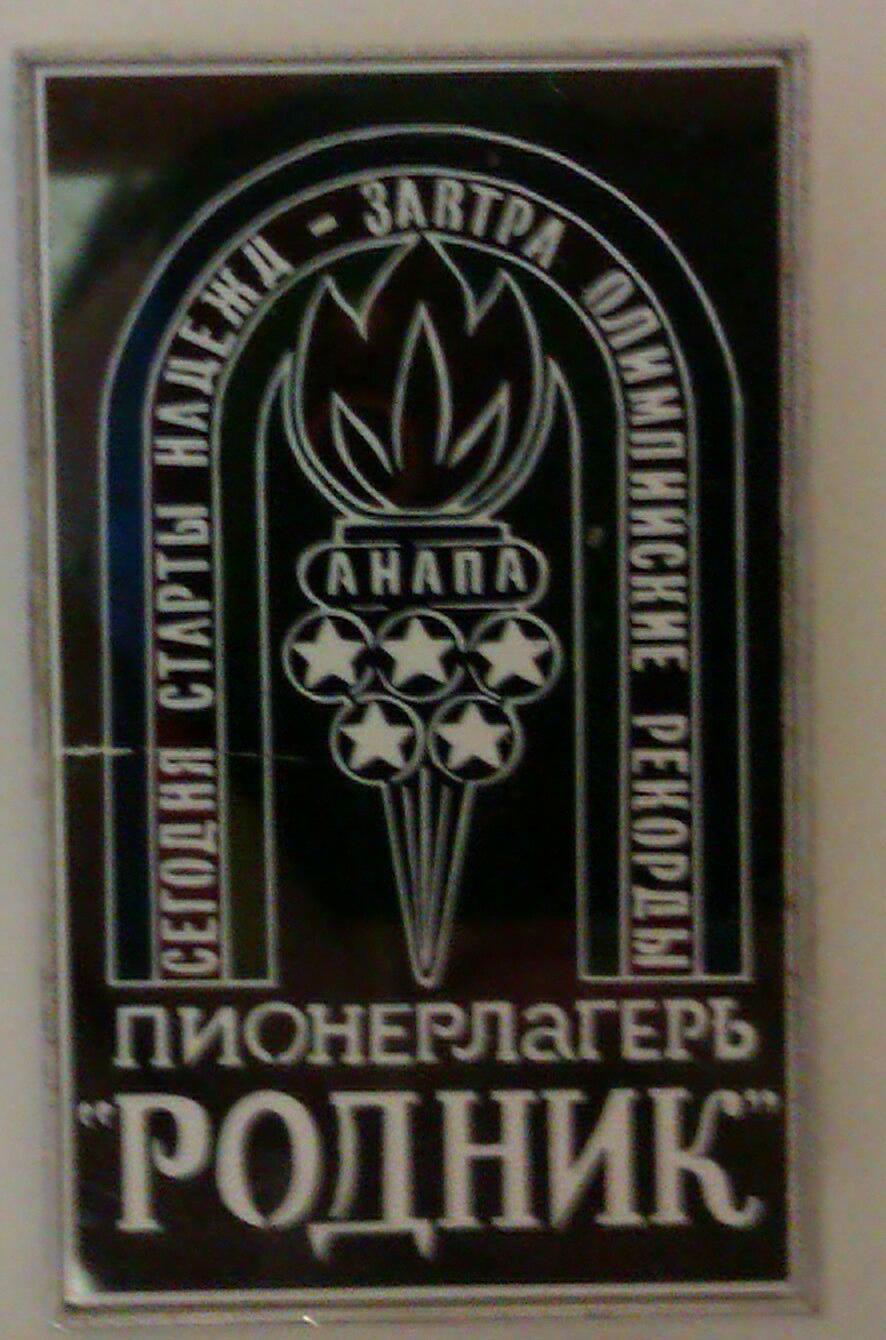 СЕГОДНЯ СТАРТЫ НАДЕЖД - ЗАВТРА ОЛИМПИЙСКИЕ РЕКОРДЫ
АНАПА
ПИОНЕРЛАГЕРЬ
"РОДНИК"